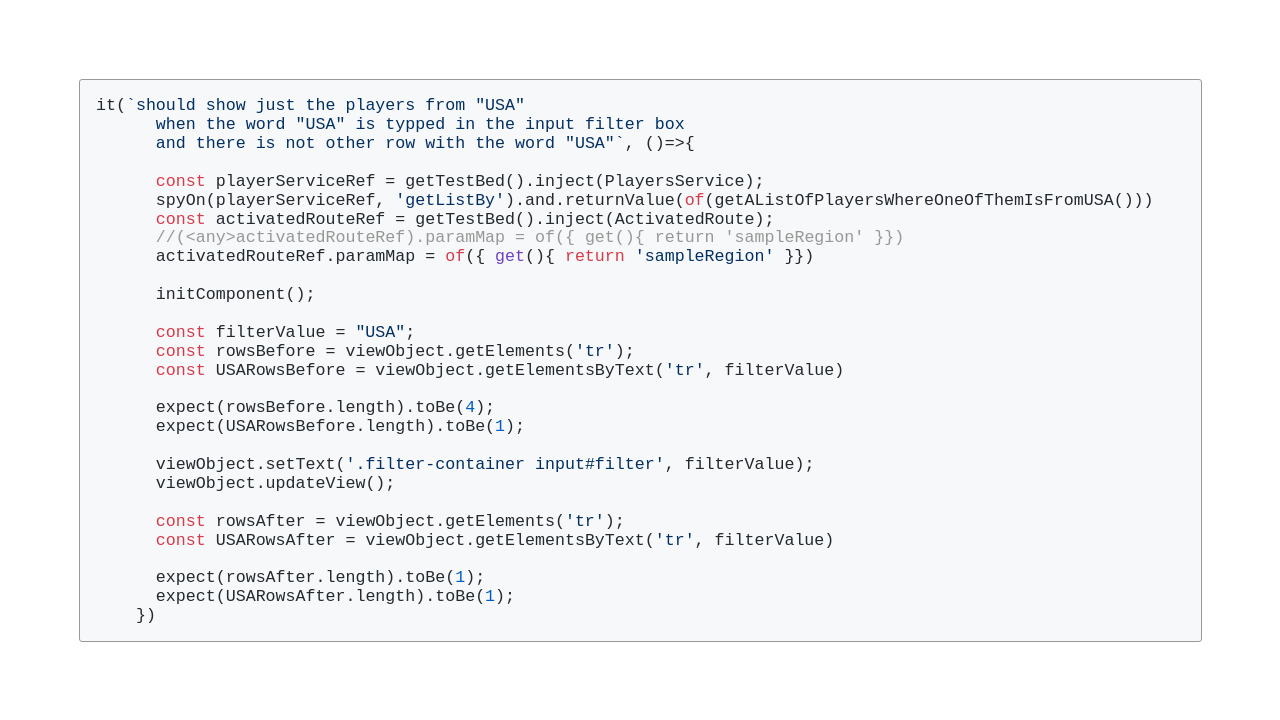 it(`should show just the players from "USA"
      when the word "USA" is typped in the input filter box
      and there is not other row with the word "USA"`, ()=>{

      const playerServiceRef = getTestBed().inject(PlayersService);
      spyOn(playerServiceRef, 'getListBy').and.returnValue(of(getAListOfPlayersWhereOneOfThemIsFromUSA()))
      const activatedRouteRef = getTestBed().inject(ActivatedRoute);
      //(<any>activatedRouteRef).paramMap = of({ get(){ return 'sampleRegion' }})
      activatedRouteRef.paramMap = of({ get(){ return 'sampleRegion' }})

      initComponent();

      const filterValue = "USA";
      const rowsBefore = viewObject.getElements('tr');
      const USARowsBefore = viewObject.getElementsByText('tr', filterValue)

      expect(rowsBefore.length).toBe(4);
      expect(USARowsBefore.length).toBe(1);

      viewObject.setText('.filter-container input#filter', filterValue);
      viewObject.updateView();

      const rowsAfter = viewObject.getElements('tr');
      const USARowsAfter = viewObject.getElementsByText('tr', filterValue)

      expect(rowsAfter.length).toBe(1);
      expect(USARowsAfter.length).toBe(1);
    })